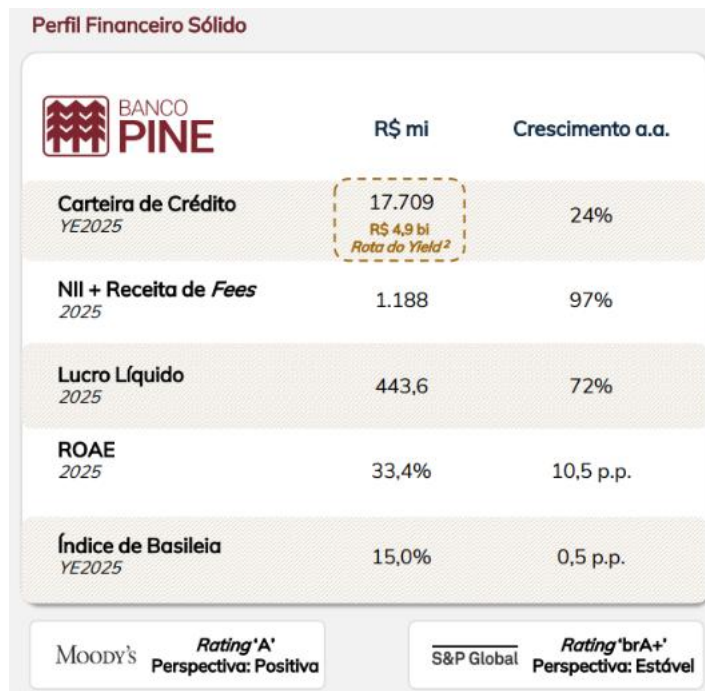 Perfil Financeiro Sólido
BANCO
PINE
R$ mi
Crescimento a.a.
Carteira de Crédito
YE2025
17.709
R$ 4,9 bi
Rota do Yield²
24%
NII + Receita de Fees
2025
1.188
97%
Lucro Líquido
2025
443,6
72%
ROAE
2025
33,4%
10,5 p.p.
Índice de Basileia
YE2025
15,0%
0,5 p.p.
MOODY'S
Rating 'A'
Perspectiva: Positiva
S&P Global
Rating 'brA+'
Perspectiva: Estável